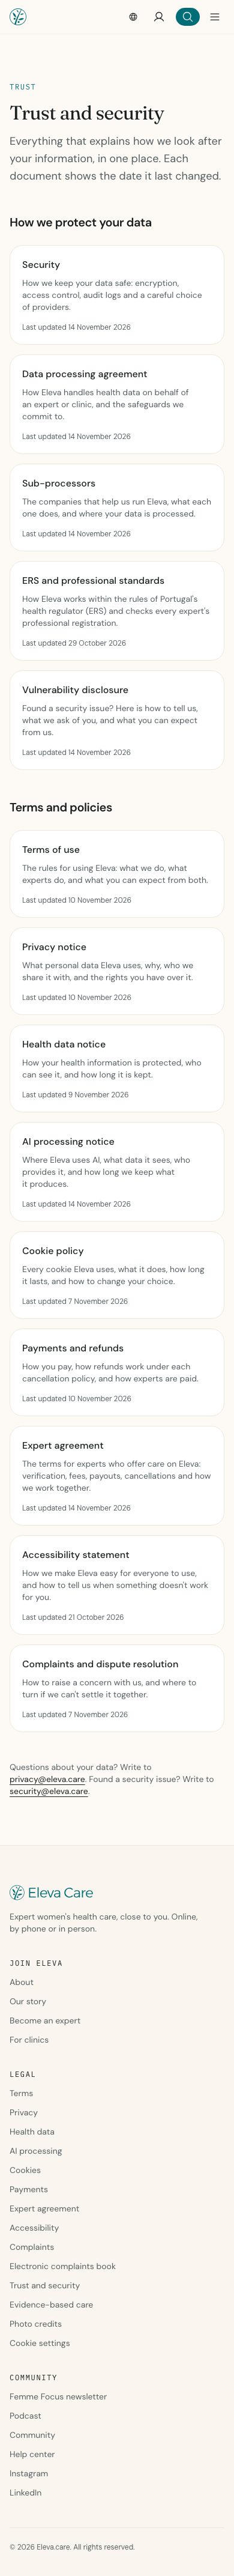 TRUST
Trust and security
Everything that explains how we look after
your information, in one place. Each
document shows the date it last changed.
How we protect your data
Security
How we keep your data safe: encryption,
access control, audit logs and a careful choice
of providers.
Last updated 14 November 2026
Data processing agreement
How Eleva handles health data on behalf of
an expert or clinic, and the safeguards we
commit to.
Last updated 14 November 2026
Sub-processors
The companies that help us run Eleva, what each
one does, and where your data is processed.
Last updated 14 November 2026
ERS and professional standards
How Eleva works within the rules of Portugal's
health regulator (ERS) and checks every expert's
professional registration.
Last updated 29 October 2026
Vulnerability disclosure
Found a security issue? Here is how to tell us,
what we ask of you, and what you can expect
from us.
Last updated 14 November 2026
Terms and policies
Terms of use
The rules for using Eleva: what we do, what
experts do, and what you can expect from both.
Last updated 10 November 2026
Privacy notice
What personal data Eleva uses, why, who we
share it with, and the rights you have over it.
Last updated 10 November 2026
Health data notice
How your health information is protected, who
can see it, and how long it is kept.
Last updated 9 November 2026
AI processing notice
Where Eleva uses AI, what data it sees, who
provides it, and how long we keep what
it produces.
Last updated 14 November 2026
Cookie policy
Every cookie Eleva uses, what it does, how long
it lasts, and how to change your choice.
Last updated 7 November 2026
Payments and refunds
How you pay, how refunds work under each
cancellation policy, and how experts are paid.
Last updated 10 November 2026
Expert agreement
The terms for experts who offer care on Eleva:
verification, fees, payouts, cancellations and how
we work together.
Last updated 14 November 2026
Accessibility statement
How we make Eleva easy for everyone to use,
and how to tell us when something doesn't work
for you.
Last updated 21 October 2026
Complaints and dispute resolution
How to raise a concern with us, and where to
turn if we can't settle it together.
Last updated 7 November 2026
Questions about your data? Write to
privacy@eleva.care. Found a security issue? Write to
security@eleva.care.
Eleva Care
Expert women's health care, close to you. Online,
by phone or in person.
JOIN ELEVA
About
Our story
Become an expert
For clinics
LEGAL
Terms
Privacy
Health data
AI processing
Cookies
Payments
Expert agreement
Accessibility
Complaints
Electronic complaints book
Trust and security
Evidence-based care
Photo credits
Cookie settings
COMMUNITY
Femme Focus newsletter
Podcast
Community
Help center
Instagram
LinkedIn
© 2026 Eleva.care. All rights reserved.